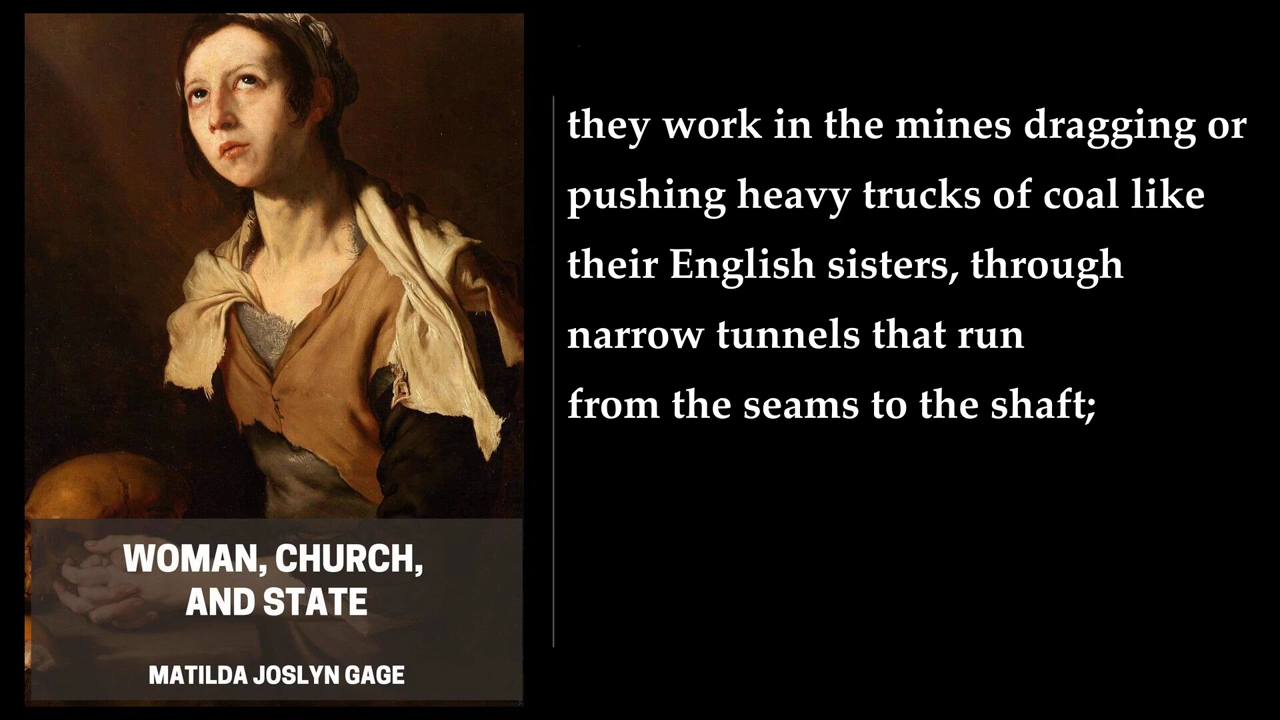 they work in the mines dragging or
pushing heavy trucks of coal like
their English sisters, through
narrow tunnels that run
from the seams to the shaft;
WOMAN, CHURCH,
AND STATE
MATILDA JOSLYN GAGE